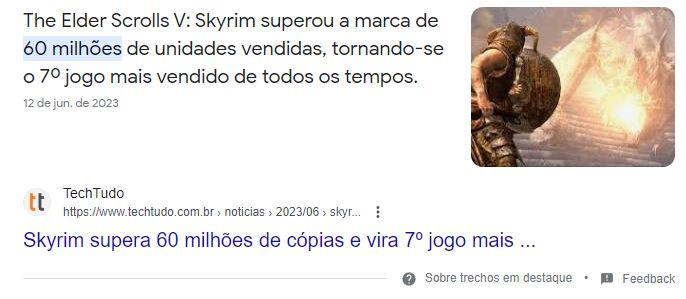 The Elder Scrolls V: Skyrim superou a marca de
60 milhões de unidades vendidas, tornando-se
o 7º jogo mais vendido de todos os tempos.
12 de jun. de 2023
tt
TechTudo
https://www.techtudo.com.br › noticias › 2023/06 › skyr...
Skyrim supera 60 milhões de cópias e vira 7º jogo mais ...
Sobre trechos em destaque • Feedback